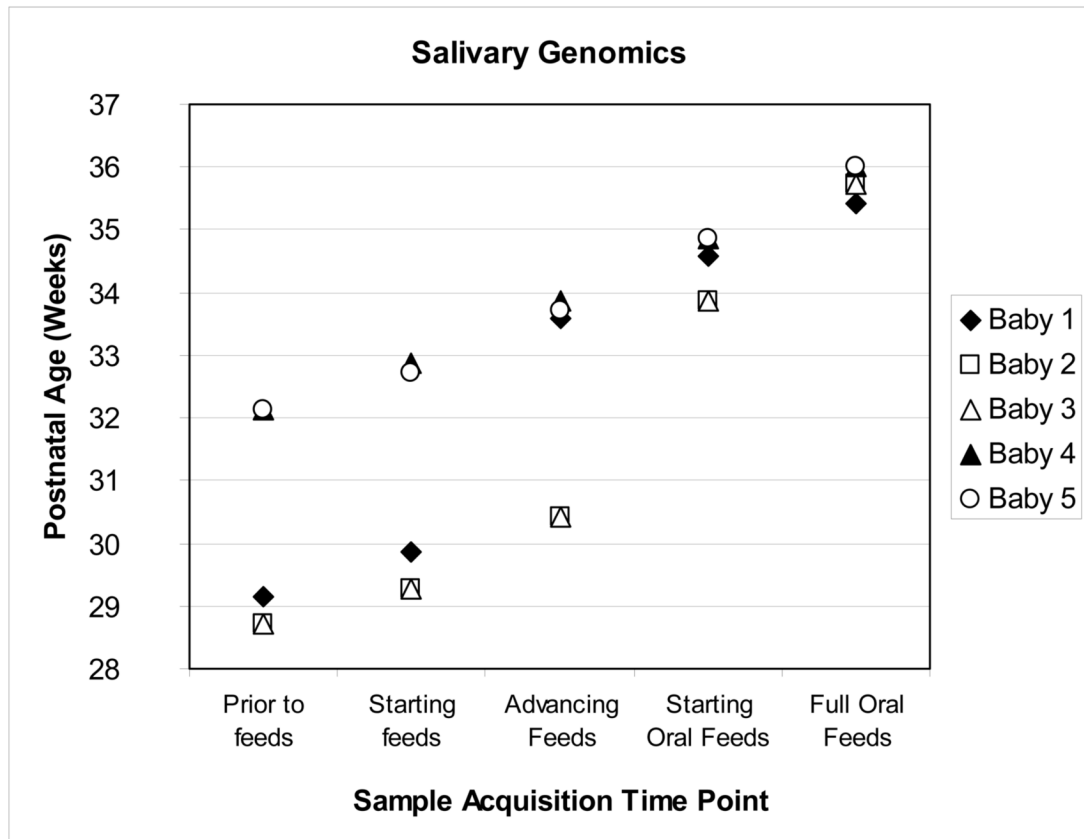 Salivary Genomics
37
36
35
34
33
32
31
30
29
28
Postnatal Age (Weeks)
Prior to
feeds
Starting
feeds
Advancing
Feeds
Starting
Oral Feeds
Full Oral
Feeds
Sample Acquisition Time Point
Baby 1
Baby 2
Baby 3
Baby 4
Baby 5